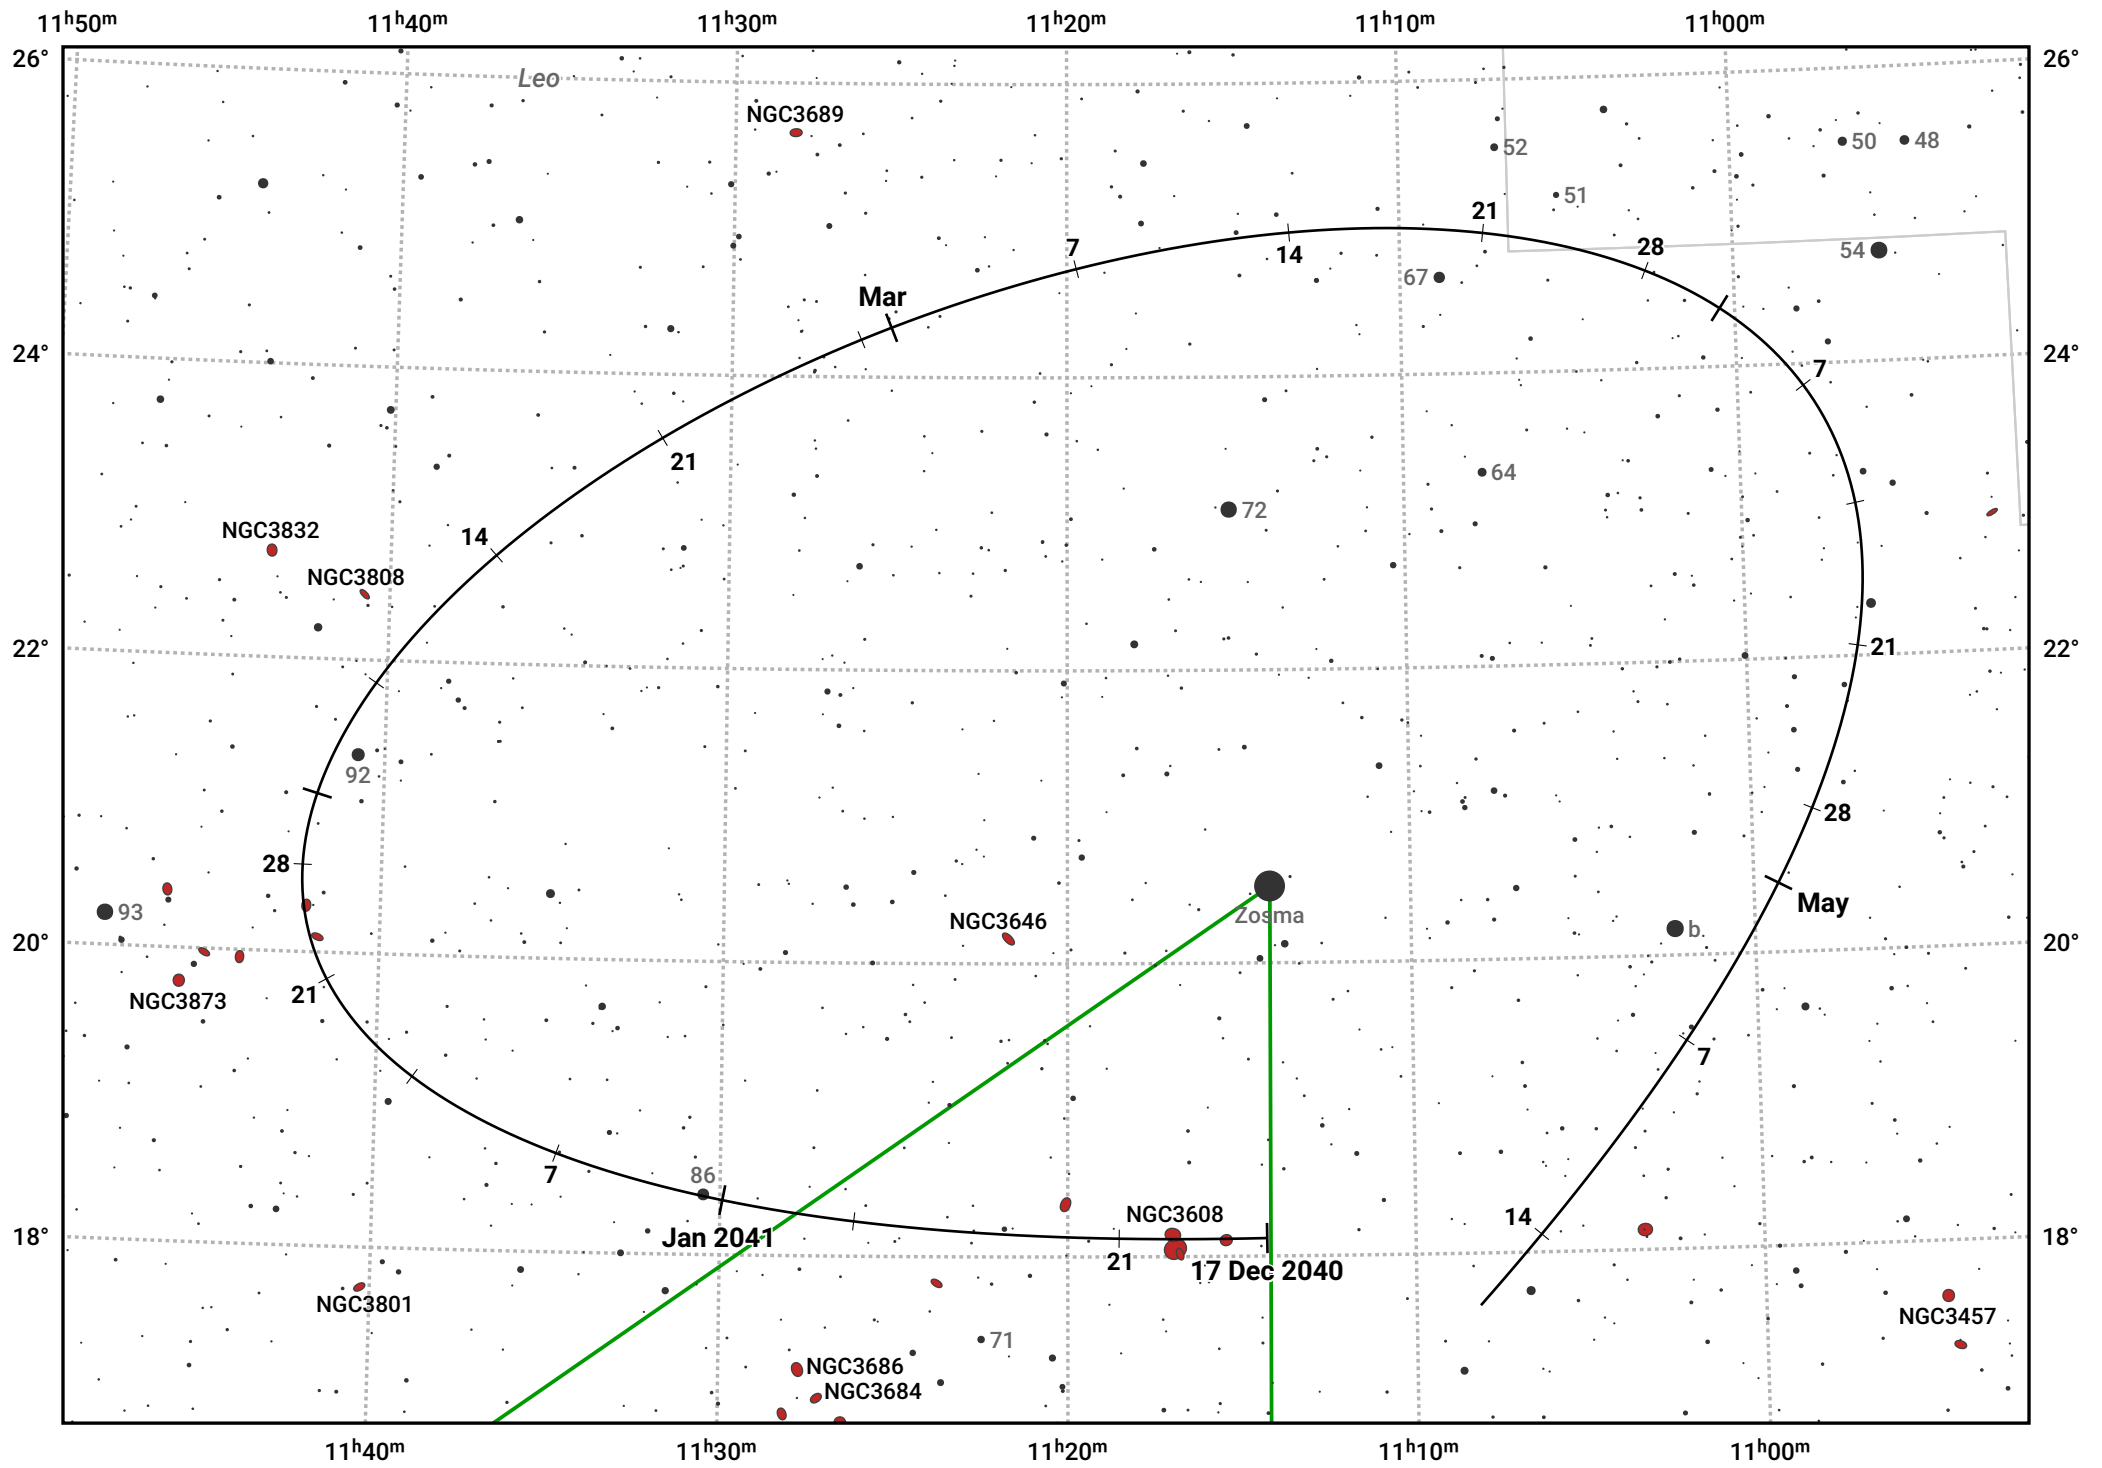 11ʰ50ᵐ 11ʰ40ᵐ 11ʰ30ᵐ 11ʰ20ᵐ 11ʰ10ᵐ 11ʰ00ᵐ
26° 26°
Leo
NGC3689
52
50
48
51
21
7
14
28
54
67
Mar
24° 24°
7
21
64
72
14
NGC3832
NGC3808
22° 22°
21
92
28
28
May
93
Zosma
NGC3646
b
20° 20°
21
NGC3873
7
7
86
14
NGC3608
18° 18°
Jan 2041
21
17 Dec 2040
NGC3801
NGC3457
71
NGC3686
NGC3684
11ʰ40ᵐ 11ʰ30ᵐ 11ʰ20ᵐ 11ʰ10ᵐ 11ʰ00ᵐ